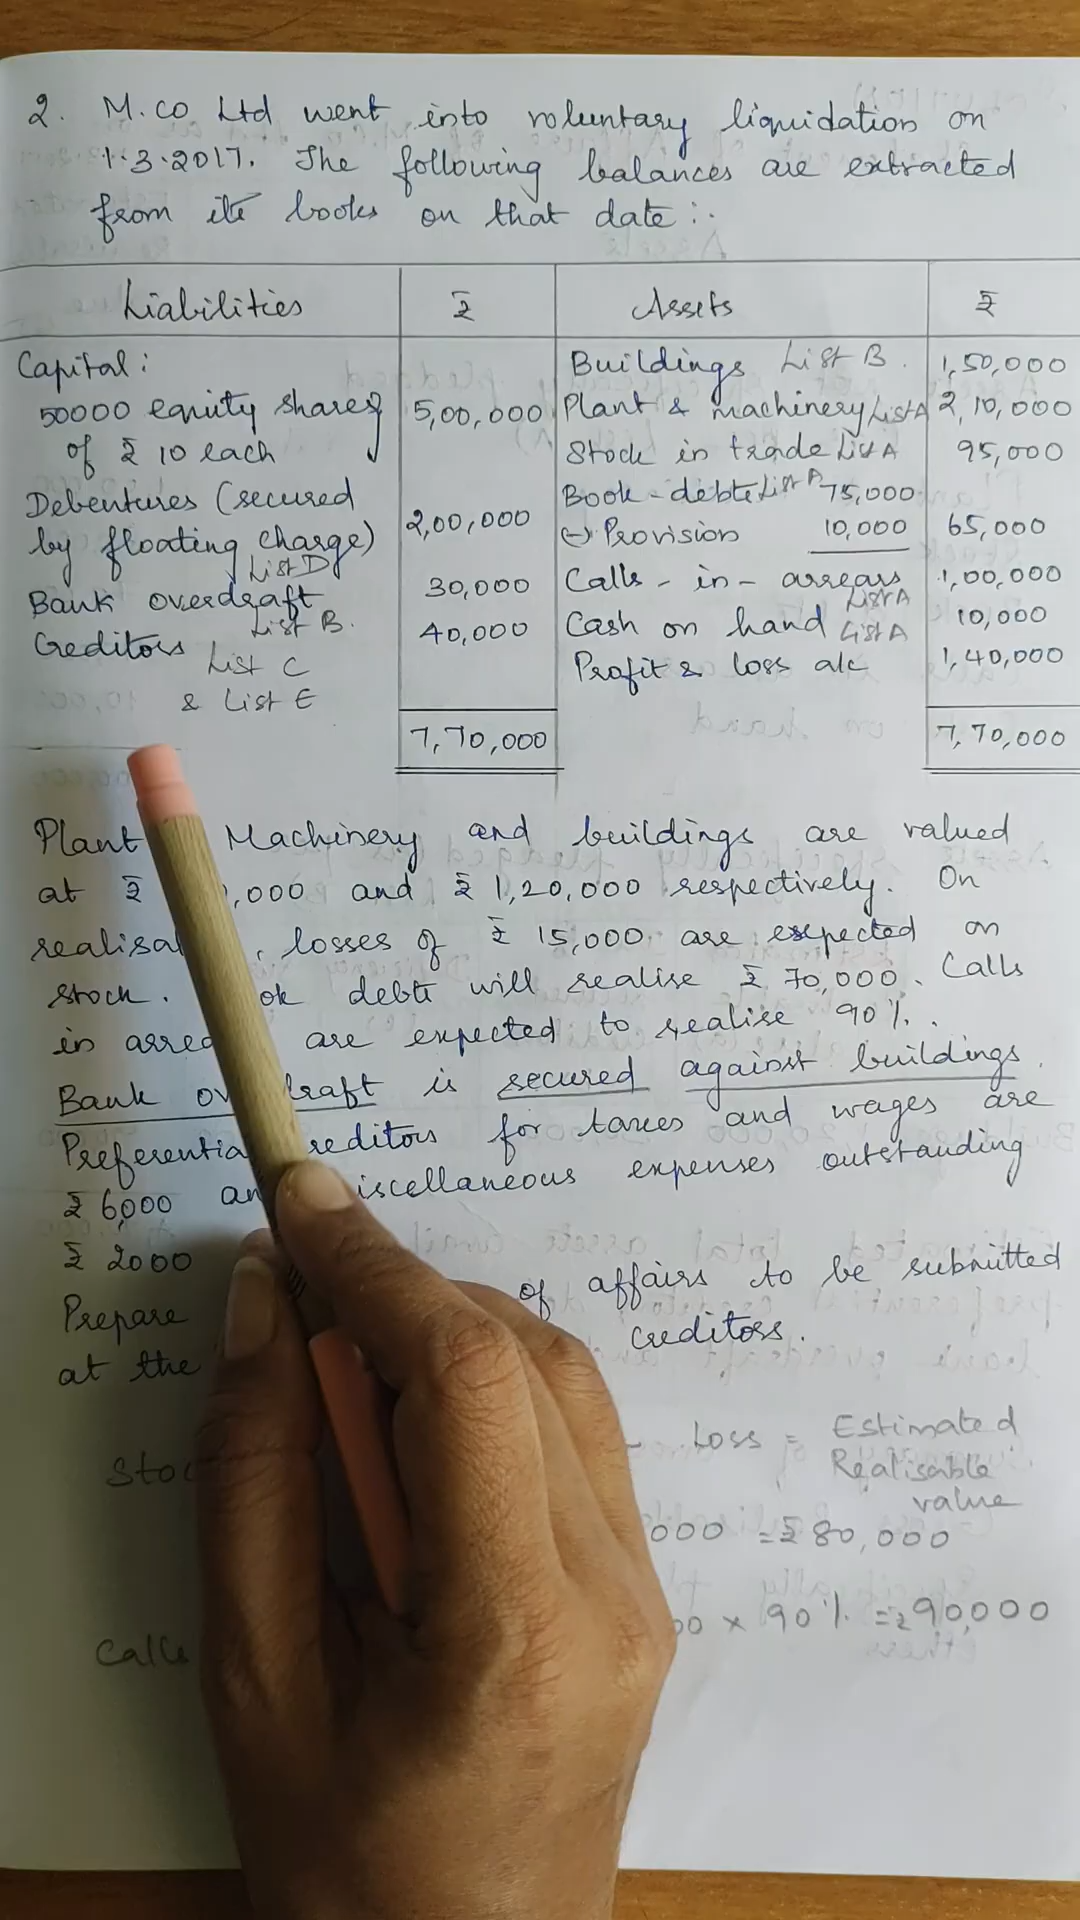 2. M.co Ltd went into voluntary liquidation on
1.3.2017. The following balances are extracted
from its books on that date :.
Liabilities ₹ Assets ₹
Capital : Buildings List B. 1,50,000
50000 equity shares 5,00,000 Plant & machinery List A 2,10,000
of ₹ 10 each Stock in trade List A 95,000
Debentures (secured Book-debts List A 75,000
by floating charge) 2,00,000 (-) Provision 10,000 65,000
List D
Bank overdraft 30,000 Calls-in-arrears 1,00,000
List B. List A
Creditors 40,000 Cash on hand List A 10,000
List C Profit & loss a/c 1,40,000
& List E
7,70,000 7,70,000
Plant Machinery and buildings are valued
at ₹ ,000 and ₹ 1,20,000 respectively. On
realisa , losses of ₹ 15,000 are expected on
stock. ok debts will realise ₹ 70,000. Calls
in arrea are expected to realise 90%.
Bank ov raft is secured against buildings.
Preferentia reditors for taxes and wages are
₹ 6,000 an iscellaneous expenses outstanding
₹ 2000
Prepare of affairs to be submitted
at the creditors.
Stoc - Loss = Estimated
Realisable
value
000 = ₹ 80,000
Calls 00 x 90% = ₹ 90,000